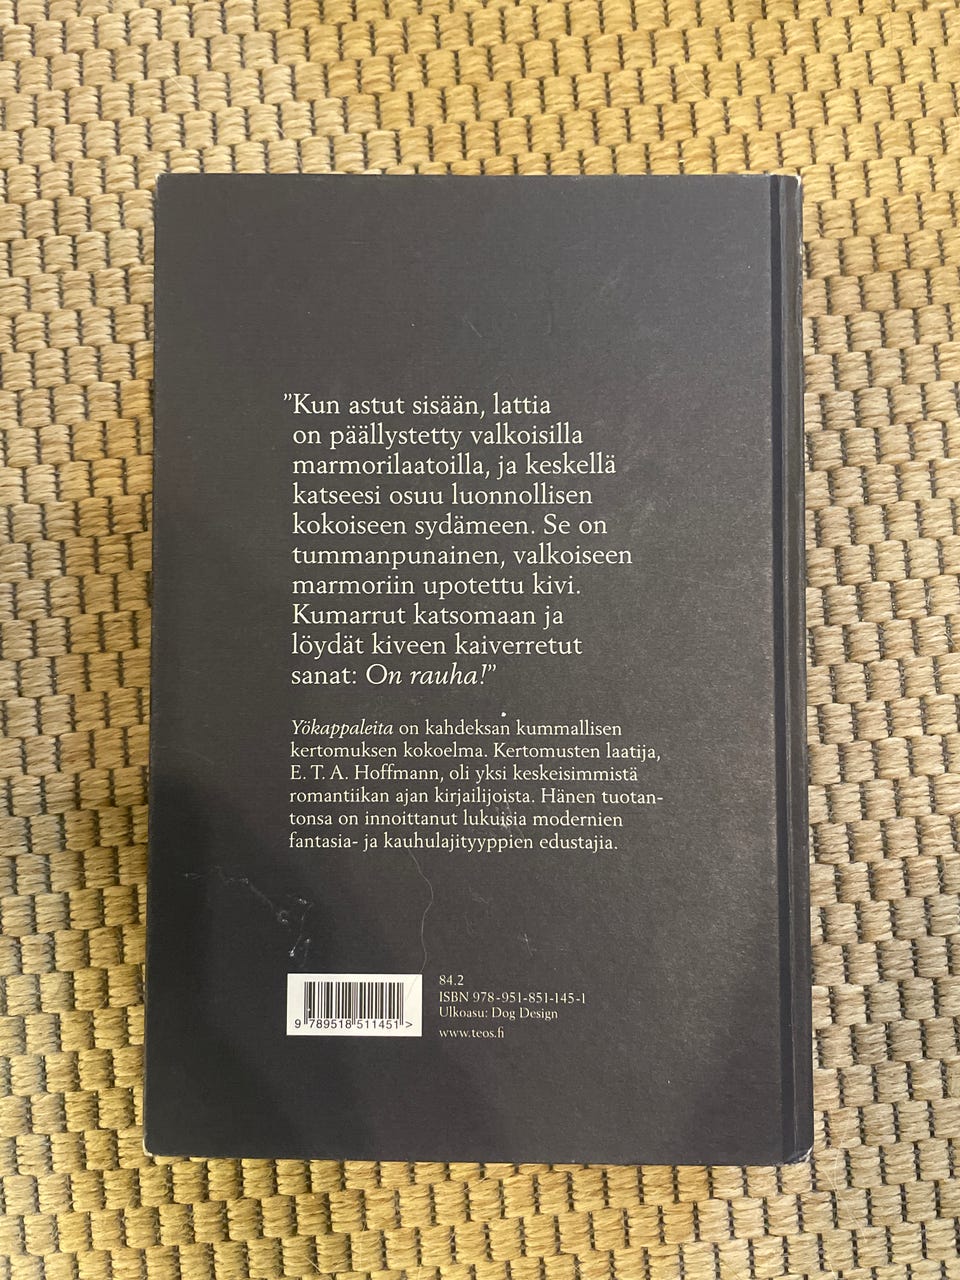 ”Kun astut sisään, lattia
on päällystetty valkoisilla
marmorilaatoilla, ja keskellä
katseesi osuu luonnollisen
kokoiseen sydämeen. Se on
tummanpunainen, valkoiseen
marmoriin upotettu kivi.
Kumarrut katsomaan ja
löydät kiveen kaiverretut
sanat: On rauha!”
Yökappaleita on kahdeksan kummallisen
kertomuksen kokoelma. Kertomusten laatija,
E. T. A. Hoffmann, oli yksi keskeisimmistä
romantiikan ajan kirjailijoista. Hänen tuotan-
tonsa on innoittanut lukuisia modernien
fantasia- ja kauhulajityyppien edustajia.
84.2
ISBN 978-951-851-145-1
Ulkoasu: Dog Design
www.teos.fi
9 789518 511451 >